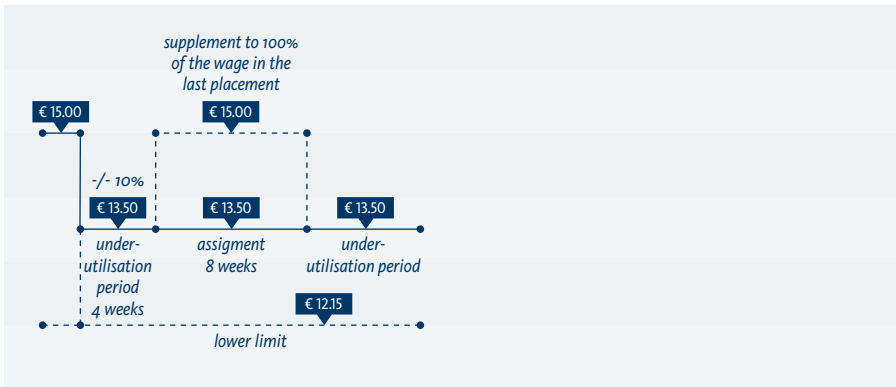 supplement to 100%
of the wage in the
last placement
€ 15.00
€ 15.00
-/- 10%
€ 13.50
€ 13.50
€ 13.50
under-
utilisation
period
4 weeks
assigment
8 weeks
under-
utilisation period
€ 12.15
lower limit